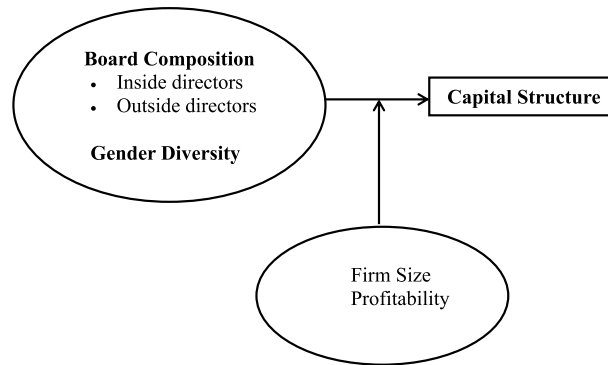 Board Composition
• Inside directors
• Outside directors
Gender Diversity
Capital Structure
Firm Size
Profitability